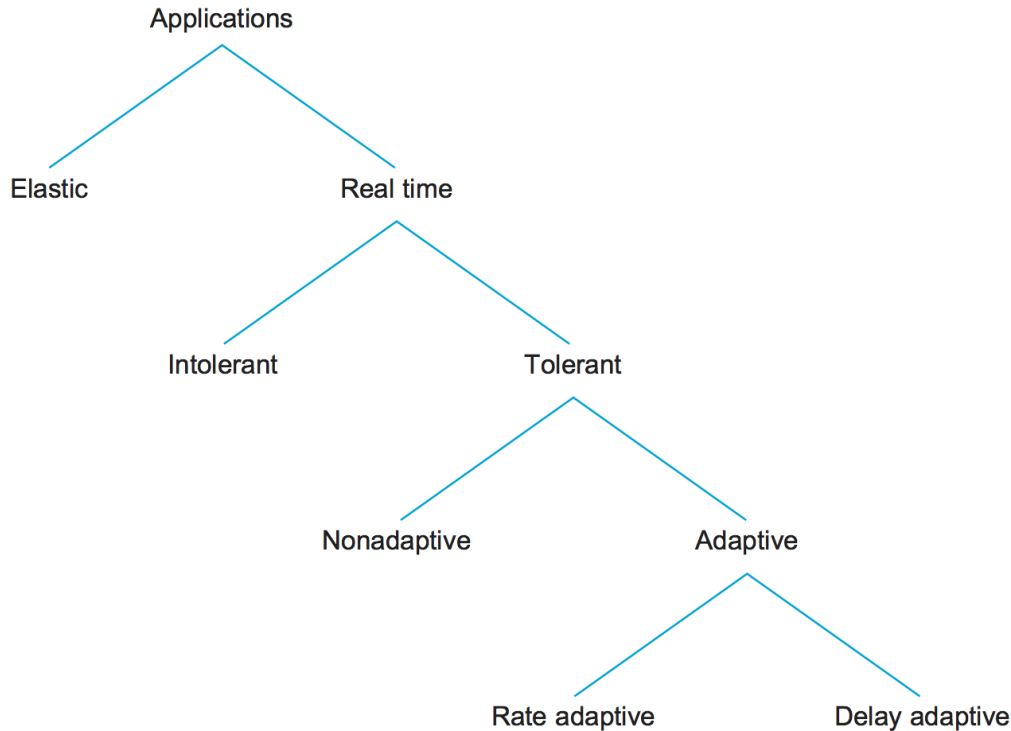 Applications
Elastic
Real time
Intolerant
Tolerant
Nonadaptive
Adaptive
Rate adaptive
Delay adaptive